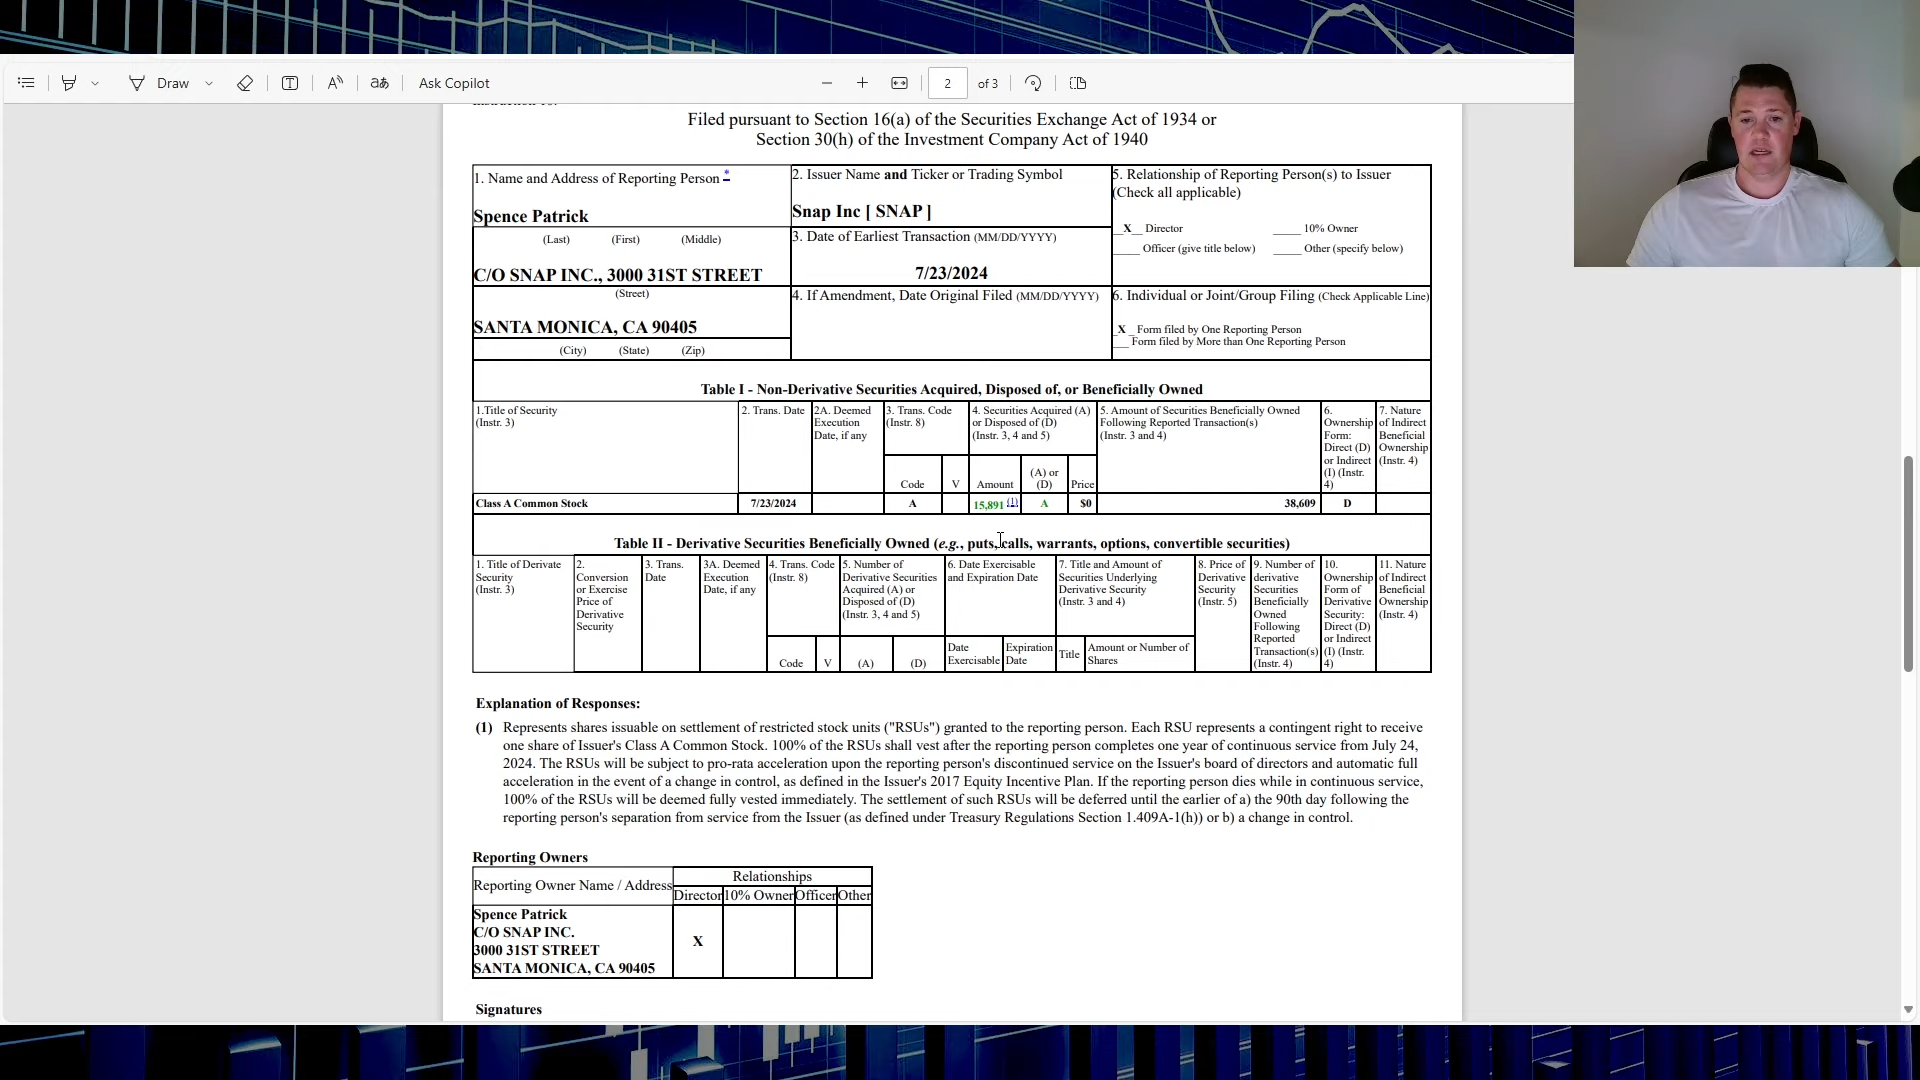 Draw
Ask Copilot
2 of 3
Filed pursuant to Section 16(a) of the Securities Exchange Act of 1934 or
Section 30(h) of the Investment Company Act of 1940
1. Name and Address of Reporting Person *
Spence Patrick
(Last) (First) (Middle)
C/O SNAP INC., 3000 31ST STREET
(Street)
SANTA MONICA, CA 90405
(City) (State) (Zip)
2. Issuer Name and Ticker or Trading Symbol
Snap Inc [ SNAP ]
3. Date of Earliest Transaction (MM/DD/YYYY)
7/23/2024
4. If Amendment, Date Original Filed (MM/DD/YYYY)
5. Relationship of Reporting Person(s) to Issuer
(Check all applicable)
__X__ Director _____ 10% Owner
_____ Officer (give title below) _____ Other (specify below)
6. Individual or Joint/Group Filing (Check Applicable Line)
_X _ Form filed by One Reporting Person
___ Form filed by More than One Reporting Person
Table I - Non-Derivative Securities Acquired, Disposed of, or Beneficially Owned
1.Title of Security
(Instr. 3)
2. Trans. Date
2A. Deemed
Execution
Date, if any
3. Trans. Code
(Instr. 8)
4. Securities Acquired (A)
or Disposed of (D)
(Instr. 3, 4 and 5)
5. Amount of Securities Beneficially Owned
Following Reported Transaction(s)
(Instr. 3 and 4)
6.
Ownership
Form:
Direct (D)
or Indirect
(I) (Instr.
4)
7. Nature
of Indirect
Beneficial
Ownership
(Instr. 4)
Code V Amount (A) or (D) Price
Class A Common Stock 7/23/2024 A 15,891 (1) A $0 38,609 D
Table II - Derivative Securities Beneficially Owned (e.g., puts, calls, warrants, options, convertible securities)
1. Title of Derivate
Security
(Instr. 3)
2.
Conversion
or Exercise
Price of
Derivative
Security
3. Trans.
Date
3A. Deemed
Execution
Date, if any
4. Trans. Code
(Instr. 8)
5. Number of
Derivative Securities
Acquired (A) or
Disposed of (D)
(Instr. 3, 4 and 5)
6. Date Exercisable
and Expiration Date
7. Title and Amount of
Securities Underlying
Derivative Security
(Instr. 3 and 4)
8. Price of
Derivative
Security
(Instr. 5)
9. Number of
derivative
Securities
Beneficially
Owned
Following
Reported
Transaction(s)
(Instr. 4)
10.
Ownership
Form of
Derivative
Security:
Direct (D)
or Indirect
(I) (Instr.
4)
11. Nature
of Indirect
Beneficial
Ownership
(Instr. 4)
Code V (A) (D)
Date
Exercisable
Expiration
Date
Title
Amount or Number of
Shares
Explanation of Responses:
(1) Represents shares issuable on settlement of restricted stock units ("RSUs") granted to the reporting person. Each RSU represents a contingent right to receive
one share of Issuer's Class A Common Stock. 100% of the RSUs shall vest after the reporting person completes one year of continuous service from July 24,
2024. The RSUs will be subject to pro-rata acceleration upon the reporting person's discontinued service on the Issuer's board of directors and automatic full
acceleration in the event of a change in control, as defined in the Issuer's 2017 Equity Incentive Plan. If the reporting person dies while in continuous service,
100% of the RSUs will be deemed fully vested immediately. The settlement of such RSUs will be deferred until the earlier of a) the 90th day following the
reporting person's separation from service from the Issuer (as defined under Treasury Regulations Section 1.409A-1(h)) or b) a change in control.
Reporting Owners
Reporting Owner Name / Address
Relationships
Director 10% Owner Officer Other
Spence Patrick
C/O SNAP INC.
3000 31ST STREET
SANTA MONICA, CA 90405
X
Signatures